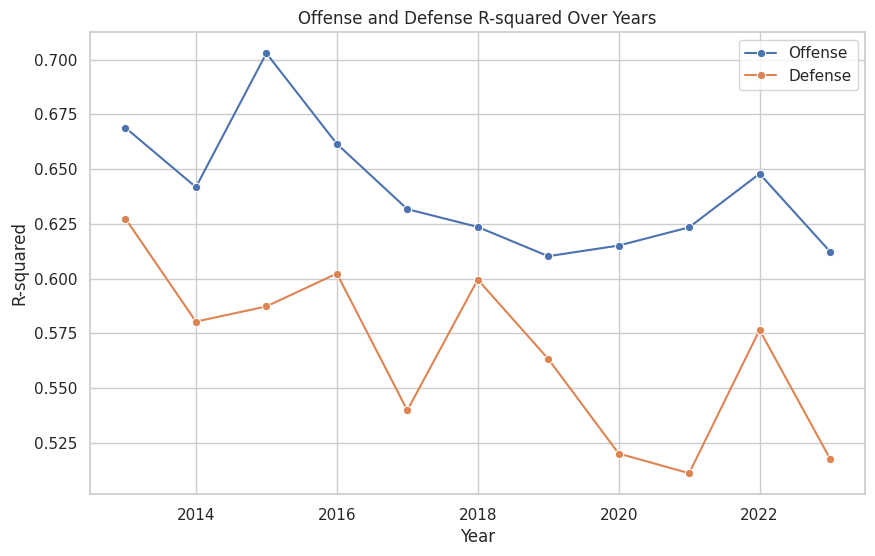 Offense and Defense R-squared Over Years
Offense
Defense
R-squared
0.700
0.675
0.650
0.625
0.600
0.575
0.550
0.525
2014 2016 2018 2020 2022
Year